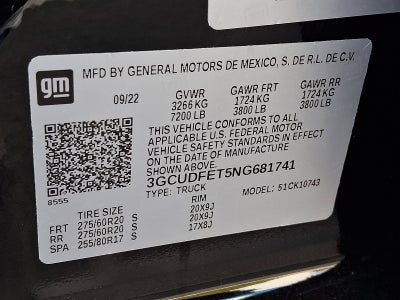 gm MFD BY GENERAL MOTORS DE MEXICO, S. DE R.L. DE C.V.
09/22 GVWR GAWR FRT GAWR RR
3266 KG 1724 KG 1724 KG
7200 LB 3800 LB 3800 LB
THIS VEHICLE CONFORMS TO ALL
APPLICABLE U.S. FEDERAL MOTOR
VEHICLE SAFETY STANDARDS IN EFFECT
ON THE DATE OF MANUFACTURE
SHOWN ABOVE.
3GCUDFET5NG681741
8555 TYPE: TRUCK MODEL: 51CK10743
TIRE SIZE RIM
FRT 275/60R20 S 20X9J
RR 275/60R20 S 20X9J
SP 255/80R17 S 17X8J